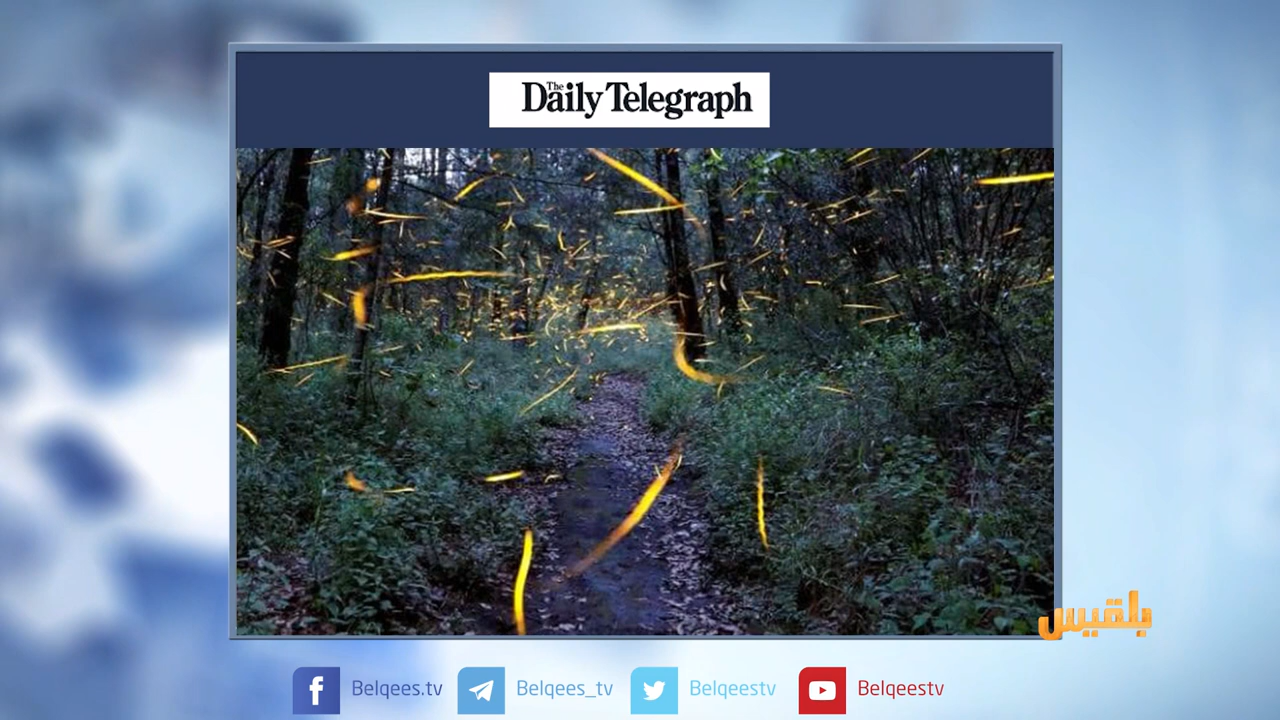 The Daily Telegraph
بلقيس
Belqees.tv
Belqees_tv
Belqeestv
Belqeestv